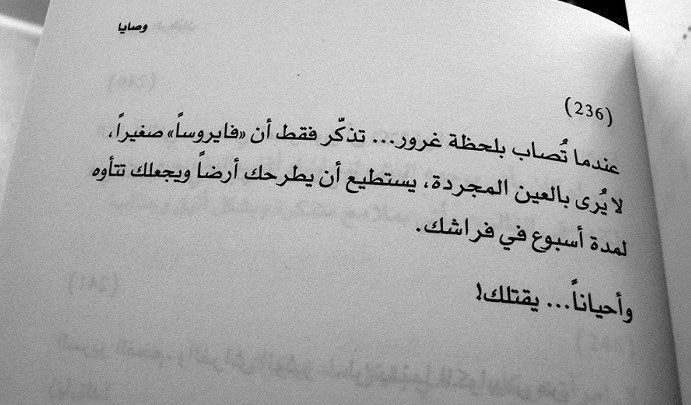 وصايا
(236)
عندما تُصاب بلحظة غرور... تذكّر فقط أن «فايروساً» صغيراً،
لا يُرى بالعين المجردة، يستطيع أن يطرحك أرضاً ويجعلك تتأوه
لمدة أسبوع في فراشك.
وأحياناً... يقتلك!
(241)